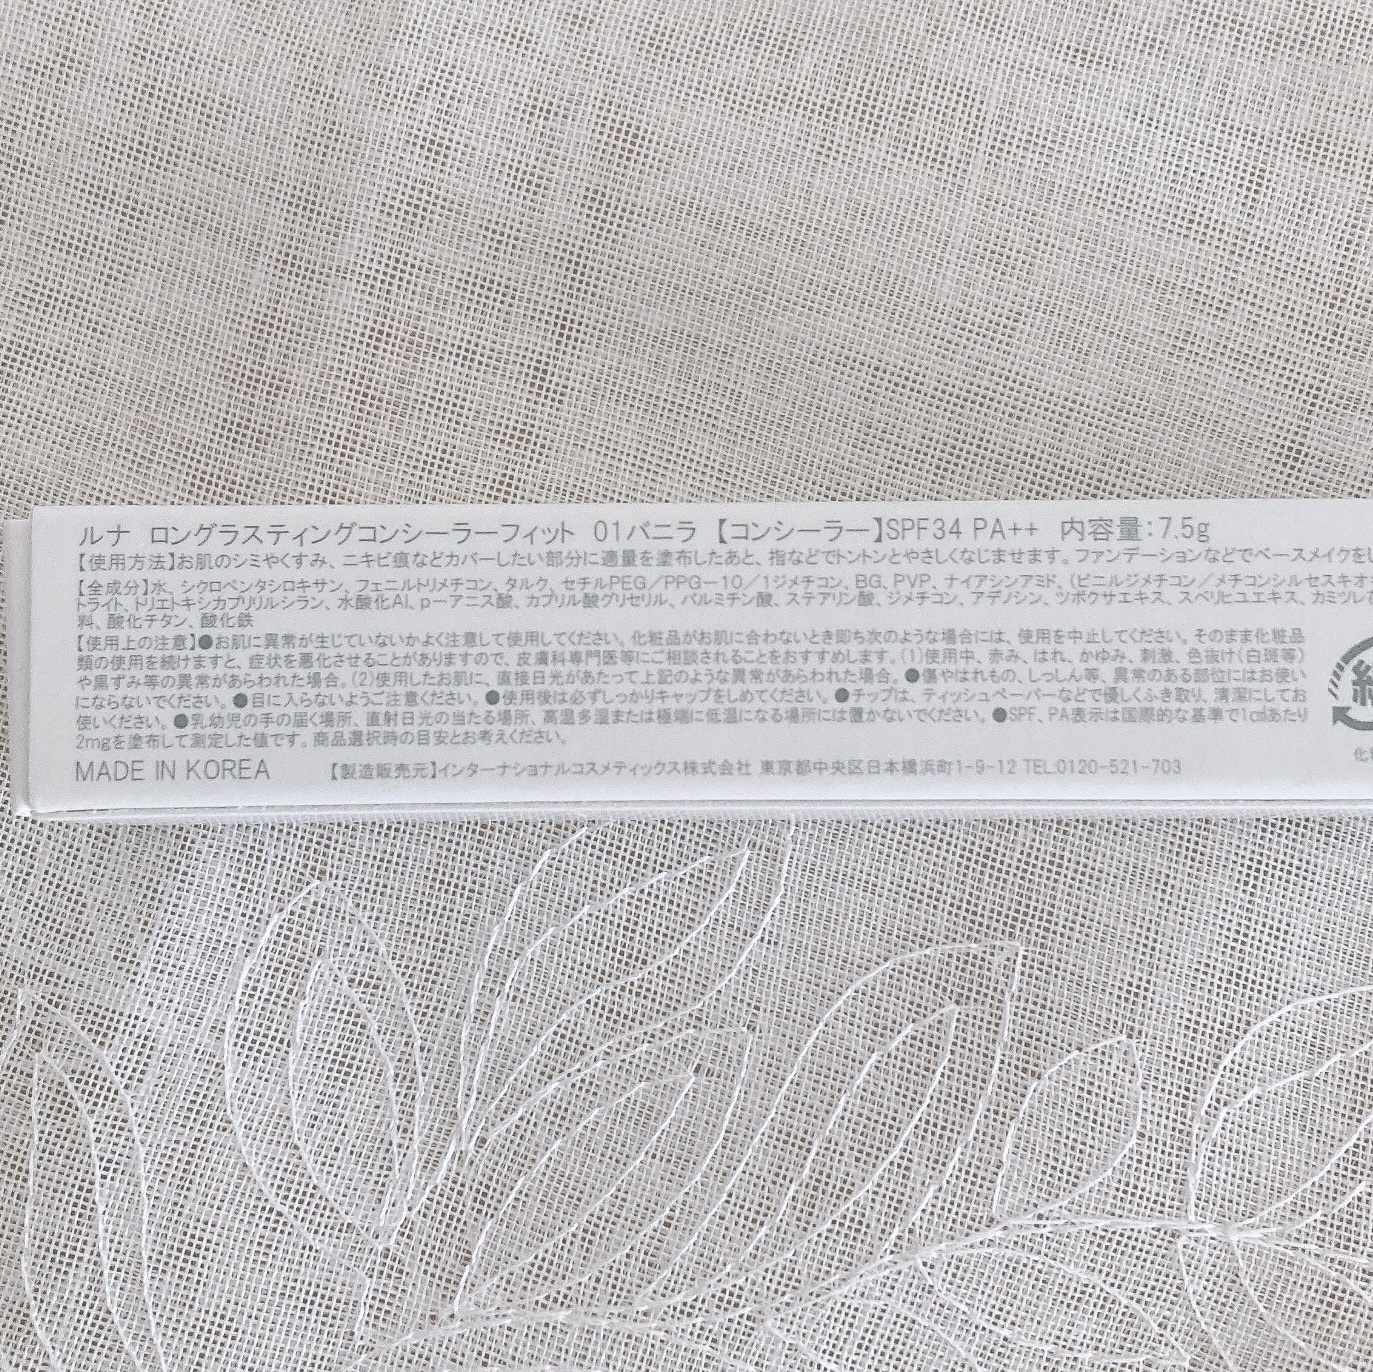 ルナ ロングラスティングコンシーラーフィット 01バニラ【コンシーラー】SPF34 PA++ 内容量:7.5g
【使用方法】お肌のシミやくすみ、ニキビ痕などカバーしたい部分に適量を塗布したあと、指などでトントンとやさしくなじませます。ファンデーションなどでベースメイクをし
【全成分】水、シクロペンタシロキサン、フェニルトリメチコン、タルク、セチルPEG/PPG-10/1ジメチコン、BG、PVP、ナイアシンアミド、(ビニルジメチコン/メチコンシルセスキオ
トライト、トリエトキシカプリリルシラン、水酸化Al、p-アニス酸、カプリル酸グリセリル、パルミチン酸、ステアリン酸、ジメチコン、アデノシン、ツボクサエキス、スベリヒユエキス、カミツレ
料、酸化チタン、酸化鉄
【使用上の注意】●お肌に異常が生じていないかよく注意して使用してください。化粧品がお肌に合わないとき即ち次のような場合には、使用を中止してください。そのまま化粧品
類の使用を続けますと、症状を悪化させることがありますので、皮膚科専門医等にご相談されることをおすすめします。(1)使用中、赤み、はれ、かゆみ、刺激、色抜け(白斑等)
や黒ずみ等の異常があらわれた場合。(2)使用したお肌に、直接日光があたって上記のような異常があらわれた場合。●傷やはれもの、しっしん等、異常のある部位にはお使い
にならないでください。●目に入らないようご注意ください。●使用後は必ずしっかりキャップをしめてください。●チップは、ティッシュペーパーなどで優しくふき取り、清潔にしてお
使いください。●乳幼児の手の届く場所、直射日光の当たる場所、高温多湿または極端に低温になる場所には置かないでください。●SPF、PA表示は国際的な基準で1c㎡あたり
2mgを塗布して測定した値です。商品選択時の目安とお考えください。
MADE IN KOREA 【製造販売元】インターナショナルコスメティックス株式会社 東京都中央区日本橋浜町1-9-12 TEL:0120-521-703